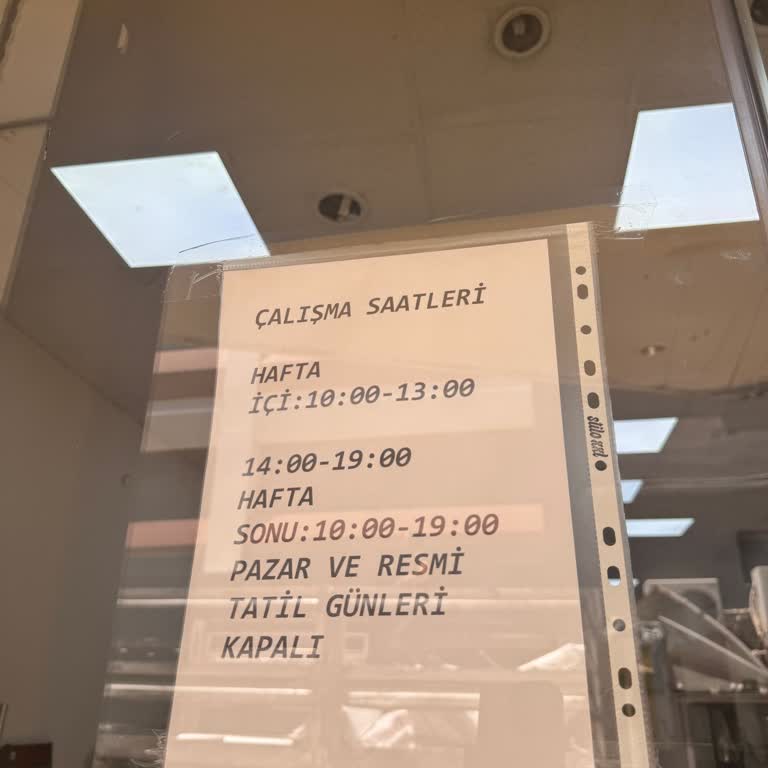 ÇALIŞMA SAATLERİ
HAFTA
İÇİ:10:00-13:00
14:00-19:00
HAFTA
SONU:10:00-19:00
PAZAR VE RESMİ
TATİL GÜNLERİ
KAPALI